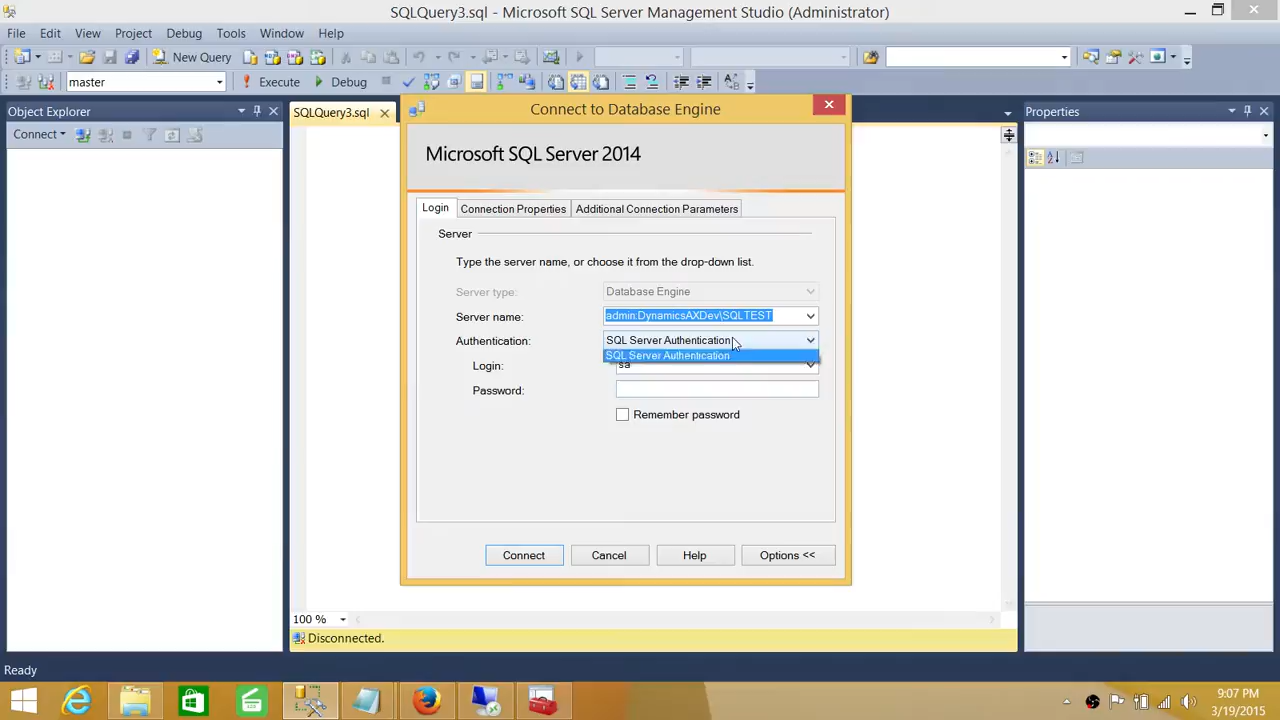 SQLQuery3.sql - Microsoft SQL Server Management Studio (Administrator)
File Edit View Project Debug Tools Window Help
New Query
master Execute Debug
Object Explorer
Connect
SQLQuery3.sql
Connect to Database Engine
Microsoft SQL Server 2014
Login Connection Properties Additional Connection Parameters
Server
Type the server name, or choose it from the drop-down list.
Server type: Database Engine
Server name: admin:DynamicsAXDev\SQLTEST
Authentication: SQL Server Authentication
SQL Server Authentication
Login: sa
Password:
Remember password
Connect Cancel Help Options <<
Properties
100 %
Disconnected.
Ready
9:07 PM
3/19/2015